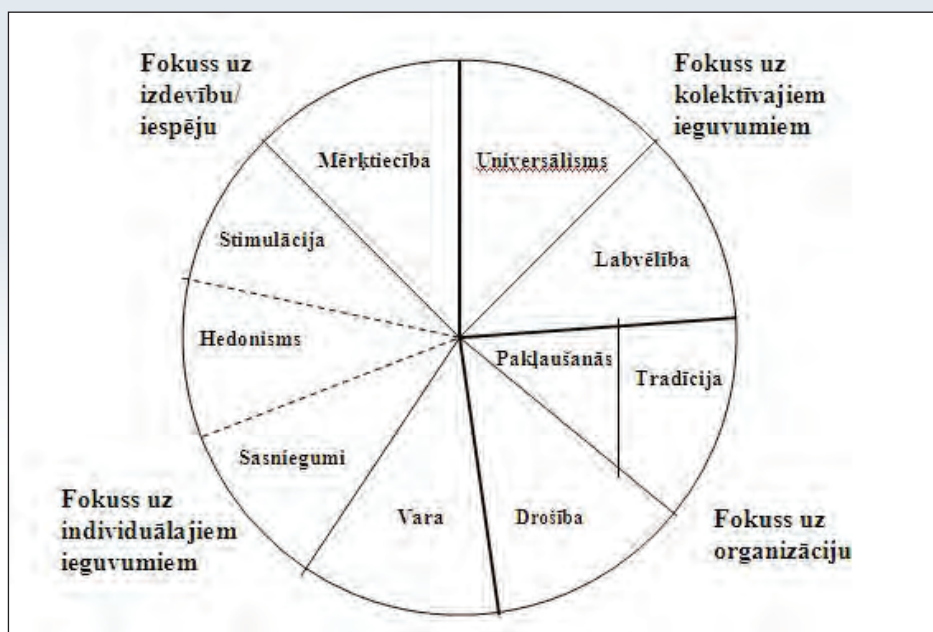 Fokuss uz
izdevību/
iespēju
Fokuss uz
kolektīvajiem
ieguvumiem
Mērķtiecība
Universālisms
Stimulācija
Labvēlība
Hedonisms
Pakļaušanās
Tradīcija
Sasniegumi
Vara
Drošība
Fokuss uz
individuālajiem
ieguvumiem
Fokuss uz
organizāciju